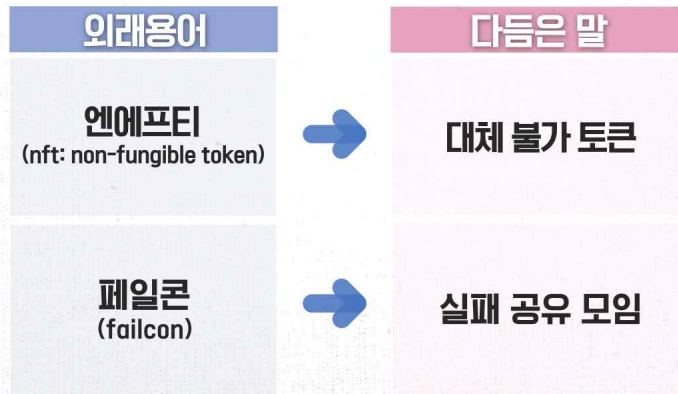 외래용어
다듬은 말
엔에프티
(nft: non-fungible token)
대체 불가 토큰
페일콘
(failcon)
실패 공유 모임